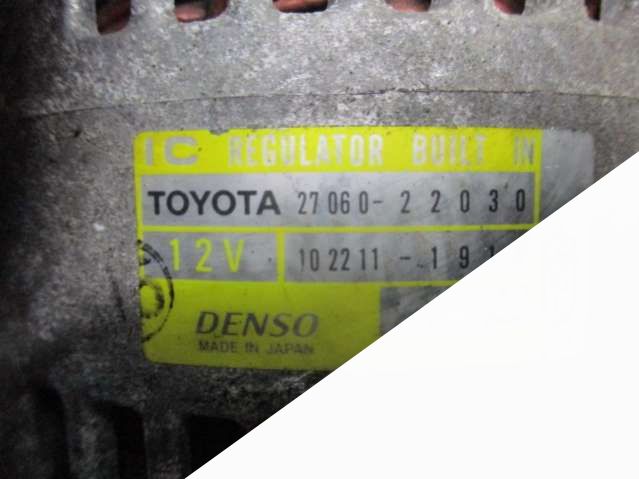 IC REGULATOR BUILT IN
TOYOTA 27060-22030
12V
DENSO
MADE IN JAPAN